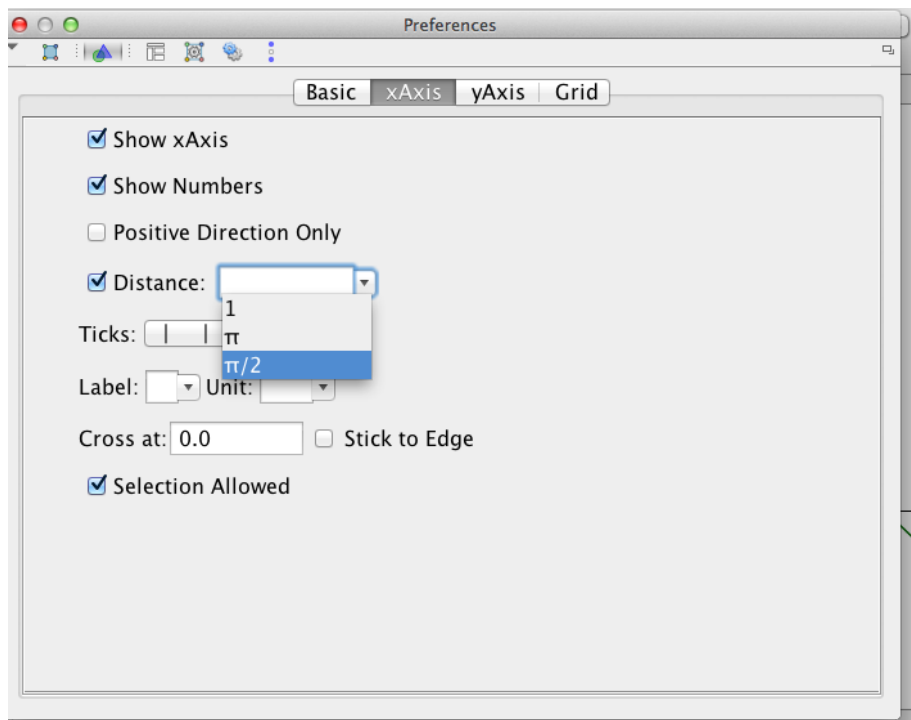 Preferences
Basic xAxis yAxis Grid
Show xAxis
Show Numbers
Positive Direction Only
Distance:
1
Ticks:
π
π/2
Label: Unit:
Cross at: 0.0 Stick to Edge
Selection Allowed